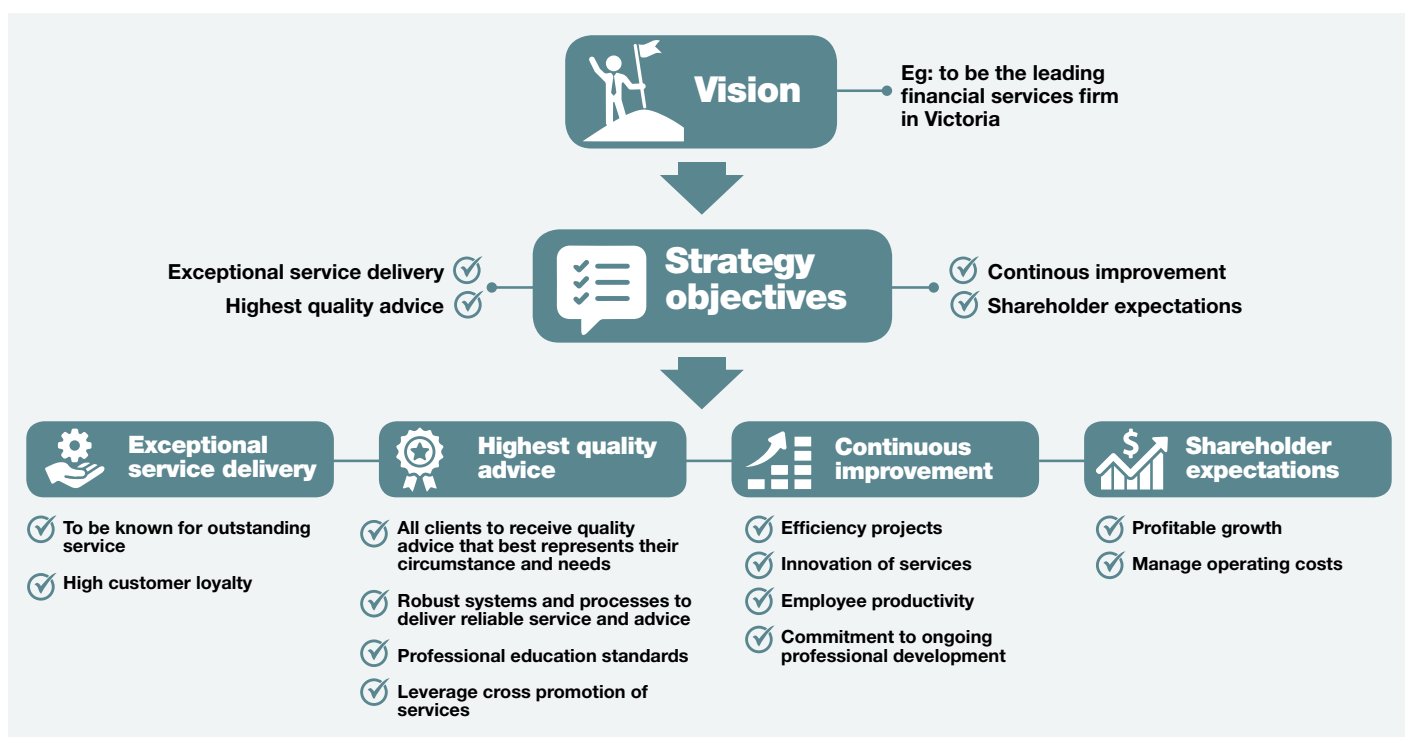 Vision
Eg: to be the leading
financial services firm
in Victoria
Exceptional service delivery
Highest quality advice
Strategy
objectives
Continous improvement
Shareholder expectations
Exceptional
service delivery
To be known for outstanding
service
High customer loyalty
Highest quality
advice
All clients to receive quality
advice that best represents their
circumstance and needs
Robust systems and processes to
deliver reliable service and advice
Professional education standards
Leverage cross promotion of
services
Continuous
improvement
Efficiency projects
Innovation of services
Employee productivity
Commitment to ongoing
professional development
$
Shareholder
expectations
Profitable growth
Manage operating costs